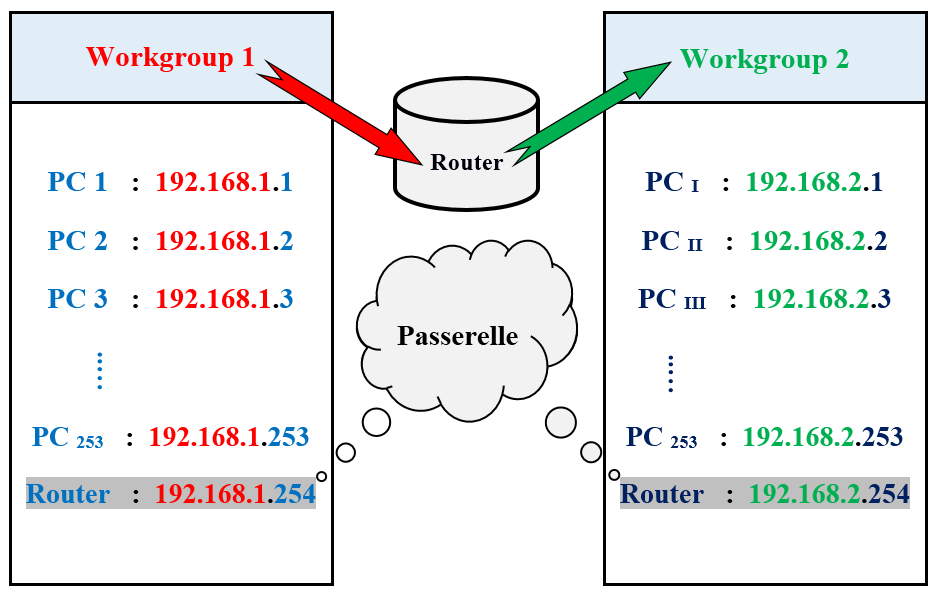 Workgroup 1
PC 1 : 192.168.1.1
PC 2 : 192.168.1.2
PC 3 : 192.168.1.3
PC 253 : 192.168.1.253
Router : 192.168.1.254
Router
Passerelle
Workgroup 2
PC I : 192.168.2.1
PC II : 192.168.2.2
PC III : 192.168.2.3
PC 253 : 192.168.2.253
Router : 192.168.2.254